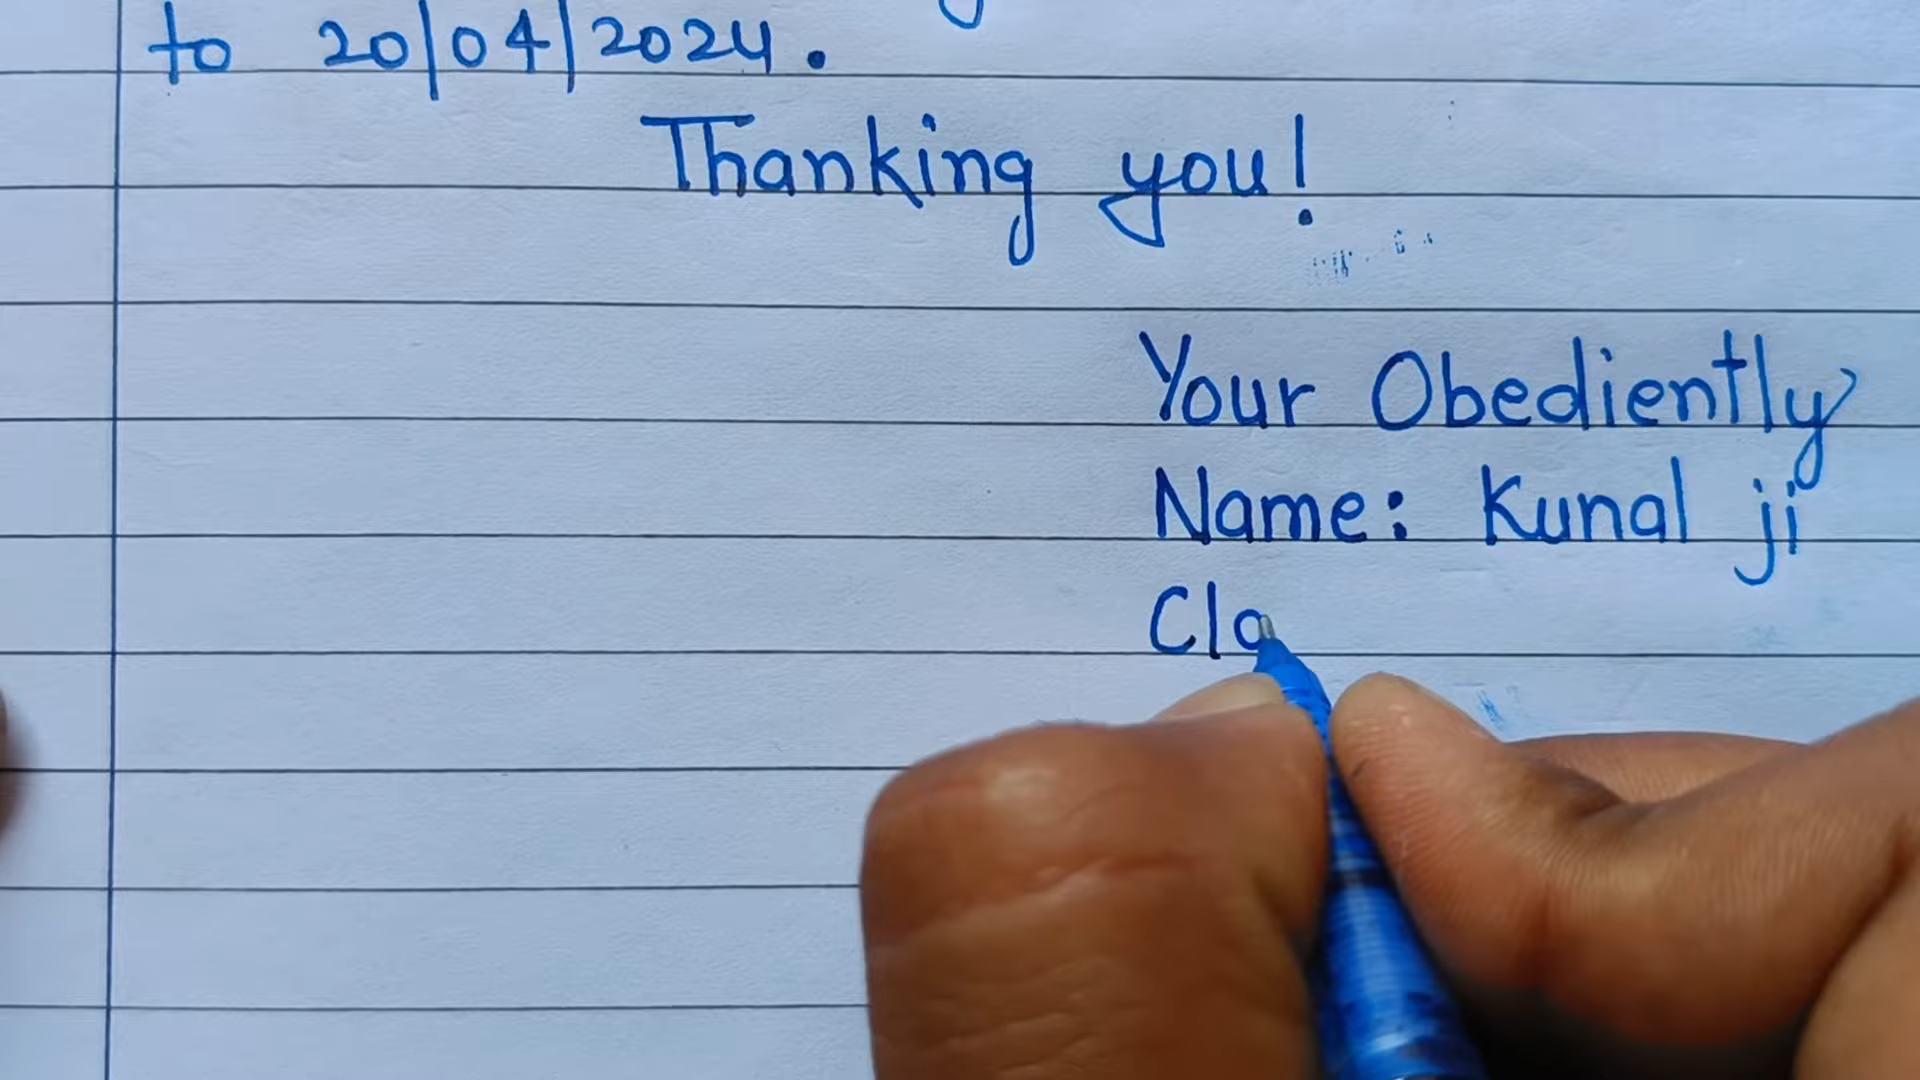 to 20/04/2024.
Thanking you!
Your Obediently
Name: Kunal ji
Cla